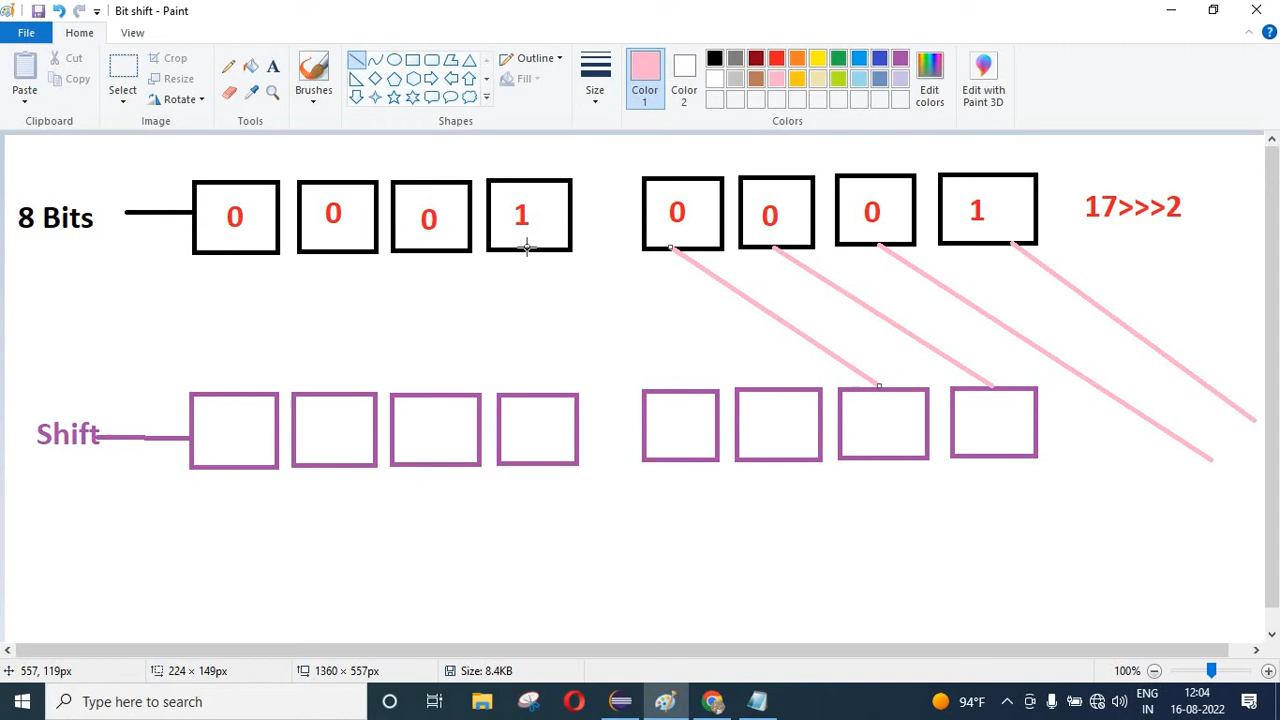 Bit shift - Paint
File Home View
Paste
Cut
Copy
Clipboard
Select
Crop
Resize
Rotate
Image
Tools
Brushes
Outline
Fill
Shapes
Size
Color 1
Color 2
Edit colors
Colors
Edit with Paint 3D
8 Bits 0 0 0 1 0 0 0 1 17>>>2
Shift
557, 119px 224 × 149px 1360 × 557px Size: 8.4KB 100%
Type here to search 94°F ENG IN 12:04 16-08-2022